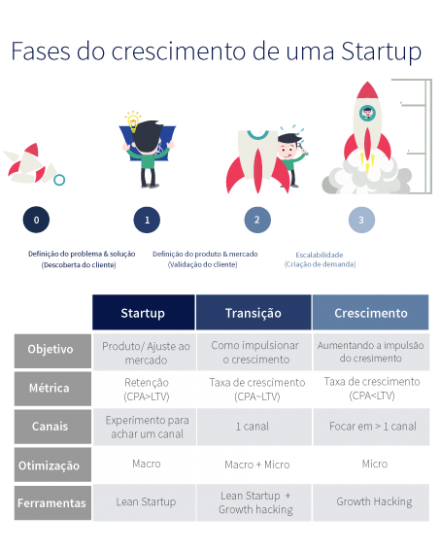 Fases do crescimento de uma Startup
0
1
2
3
Definição do problema & solução
(Descoberta do cliente)
Definição do produto & mercado
(Validação do cliente)
Escalabilidade
(Criação de demanda)
Startup
Transição
Crescimento
Objetivo
Produto/ Ajuste ao
mercado
Como impulsionar
o crescimento
Aumentando a impulsão
do cresimento
Métrica
Retenção
(CPA>LTV)
Taxa de crescimento
(CPA~LTV)
Taxa de crescimento
(CPA<LTV)
Canais
Experimento para
achar um canal
1 canal
Focar em > 1 canal
Otimização
Macro
Macro + Micro
Micro
Ferramentas
Lean Startup
Lean Startup +
Growth hacking
Growth Hacking